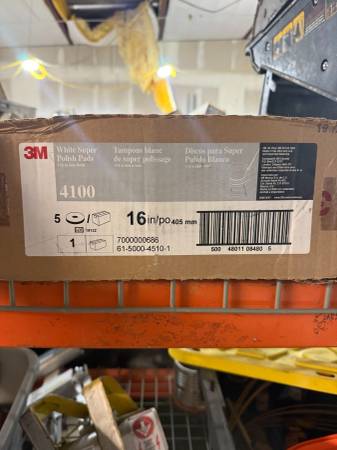 3M
White Super
Polish Pads
Tampons blanc
de super polissage
Discos para Super
Pulido Blanco
4100
5
16 in/po 405 mm
1
7000000686
61-5000-4510-1
500 48011 08480 5